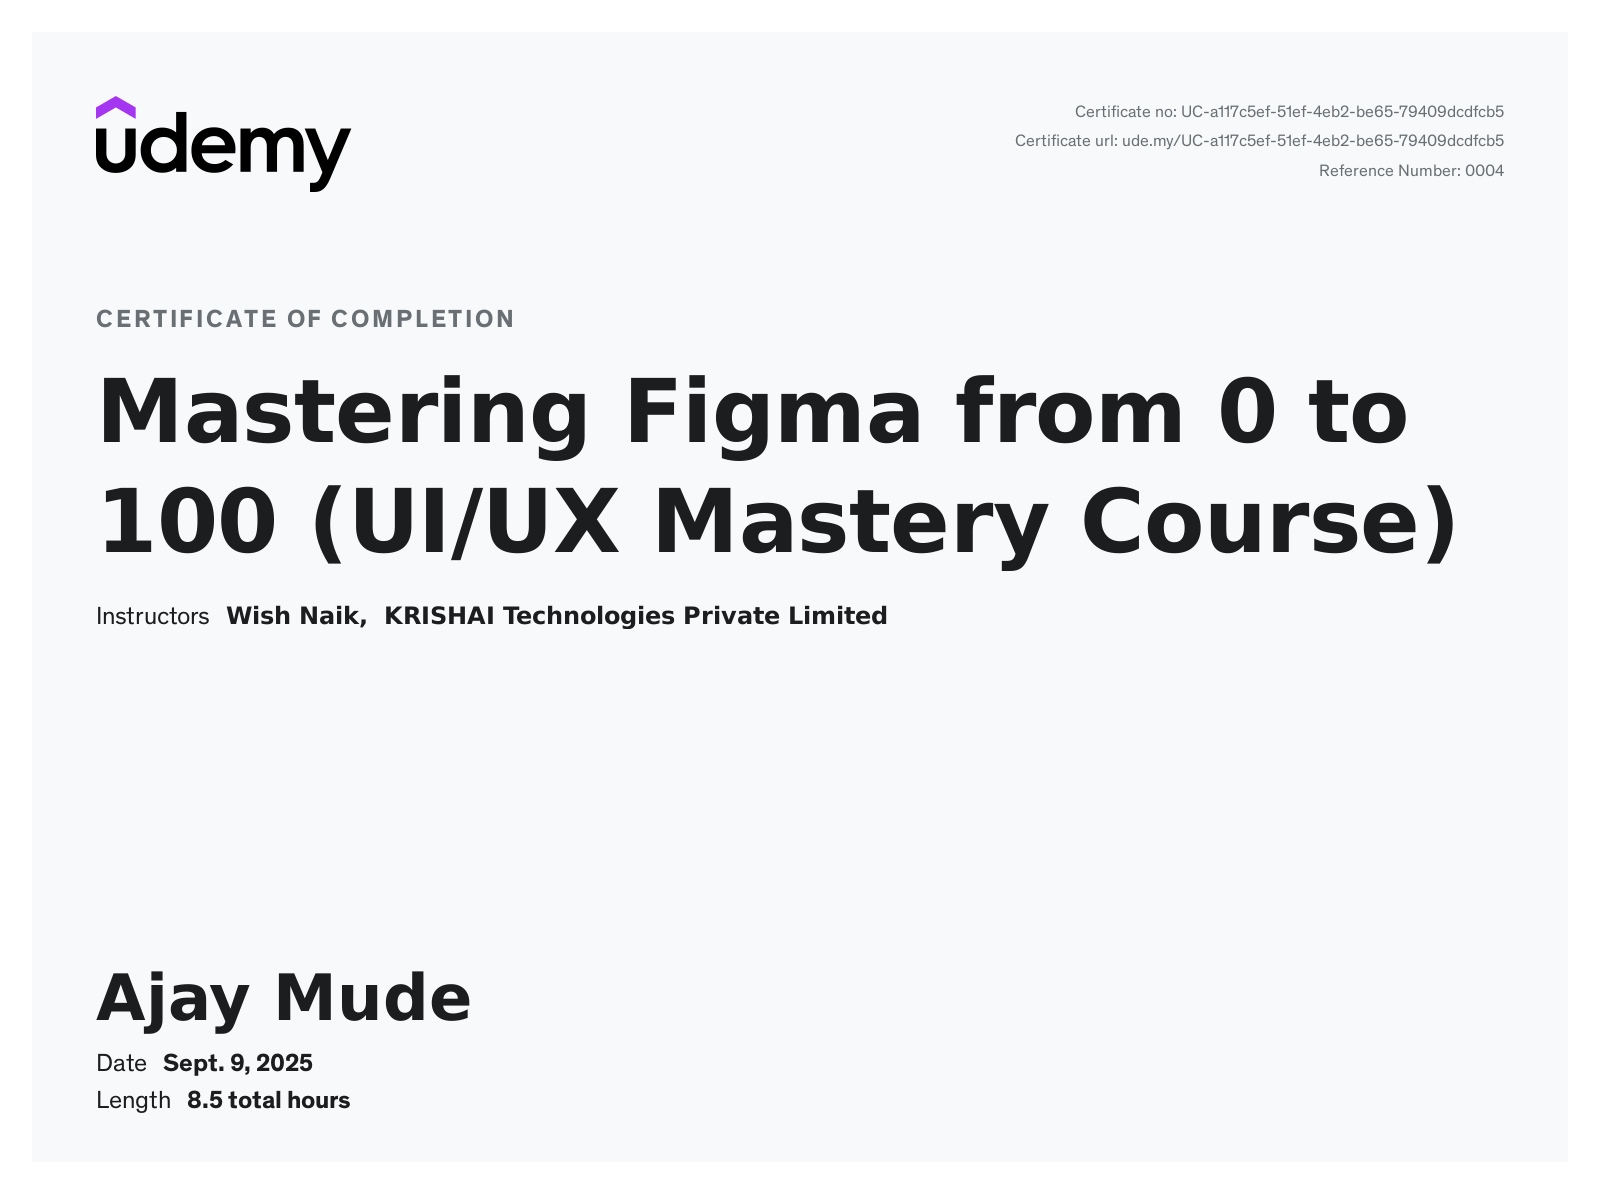 udemy
Certificate no: UC-a117c5ef-51ef-4eb2-be65-79409dcdfcb5
Certificate url: ude.my/UC-a117c5ef-51ef-4eb2-be65-79409dcdfcb5
Reference Number: 0004
CERTIFICATE OF COMPLETION
Mastering Figma from 0 to
100 (UI/UX Mastery Course)
Instructors Wish Naik, KRISHAI Technologies Private Limited
Ajay Mude
Date Sept. 9, 2025
Length 8.5 total hours